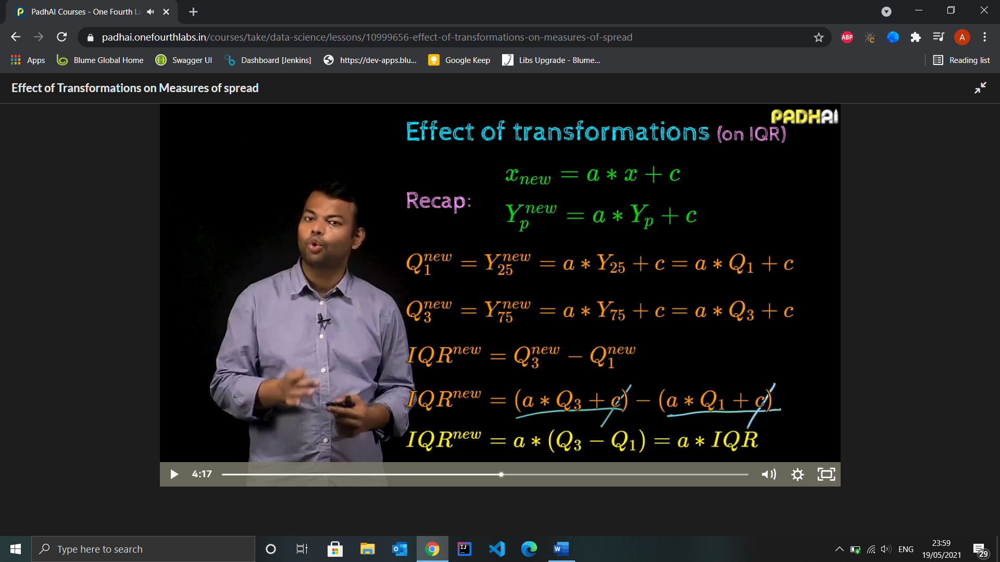 PadhAI Courses - One Fourth La
padhai.onefourthlabs.in/courses/take/data-science/lessons/10999656-effect-of-transformations-on-measures-of-spread
ABP
C
A
Apps
Blume Global Home
Swagger UI
Dashboard [Jenkins]
https://dev-apps.blu...
Google Keep
Libs Upgrade - Blume...
Reading list
Effect of Transformations on Measures of spread
PADHAI
Effect of transformations (on IQR)
x_{new} = a * x + c
Recap:
Y_p^{new} = a * Y_p + c
Q_1^{new} = Y_{25}^{new} = a * Y_{25} + c = a * Q_1 + c
Q_3^{new} = Y_{75}^{new} = a * Y_{75} + c = a * Q_3 + c
IQR^{new} = Q_3^{new} − Q_1^{new}
IQR^{new} = (a * Q_3 + c) − (a * Q_1 + c)
IQR^{new} = a * (Q_3 − Q_1) = a * IQR
4:17
Type here to search
ENG
23:59
19/05/2021
29